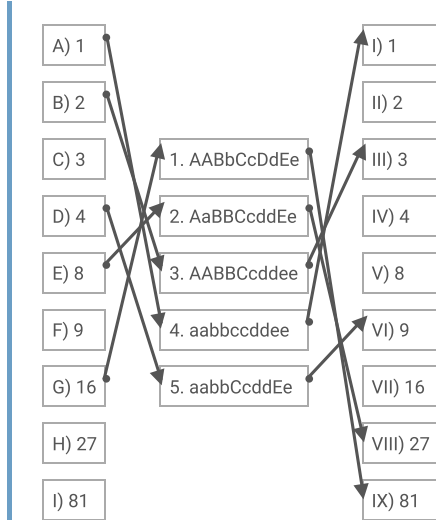 A) 1
B) 2
C) 3
D) 4
E) 8
F) 9
G) 16
H) 27
I) 81
1. AABbCcDdEe
2. AaBBCcddEe
3. AABBCcddee
4. aabbccddee
5. aabbCcddEe
I) 1
II) 2
III) 3
IV) 4
V) 8
VI) 9
VII) 16
VIII) 27
IX) 81